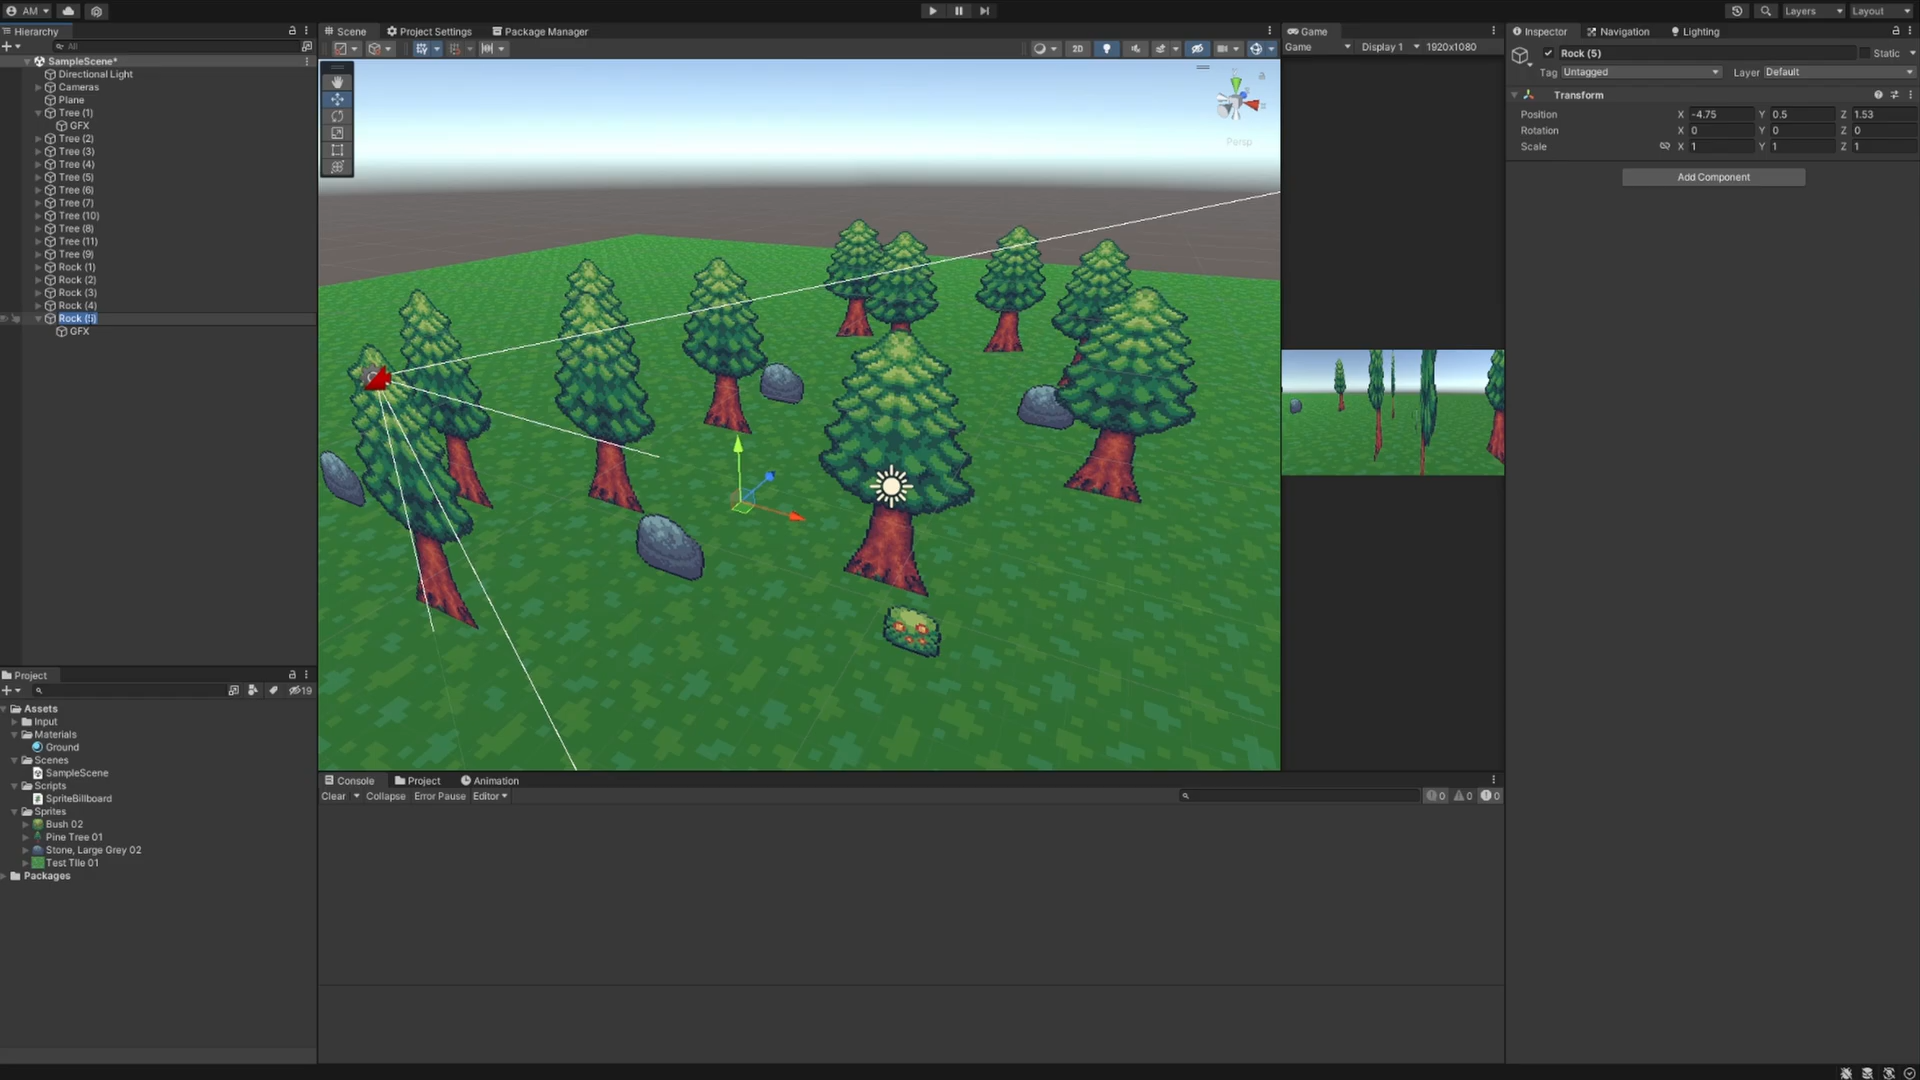 AM
Layers
Layout
Hierarchy
All
SampleScene*
Directional Light
Cameras
Plane
Tree (1)
GFX
Tree (2)
Tree (3)
Tree (4)
Tree (5)
Tree (6)
Tree (7)
Tree (10)
Tree (8)
Tree (11)
Tree (9)
Rock (1)
Rock (2)
Rock (3)
Rock (4)
Rock (5)
GFX
Project
19
Assets
Input
Materials
Ground
Scenes
SampleScene
Scripts
SpriteBillboard
Sprites
Bush 02
Pine Tree 01
Stone, Large Grey 02
Test Tile 01
Packages
Scene
Project Settings
Package Manager
2D
Persp
Console
Project
Animation
Clear
Collapse
Error Pause
Editor
0
0
0
Game
Game
Display 1
1920x1080
Inspector
Navigation
Lighting
Rock (5)
Static
Tag Untagged
Layer Default
Transform
Position X -4.75 Y 0.5 Z 1.53
Rotation X 0 Y 0 Z 0
Scale X 1 Y 1 Z 1
Add Component